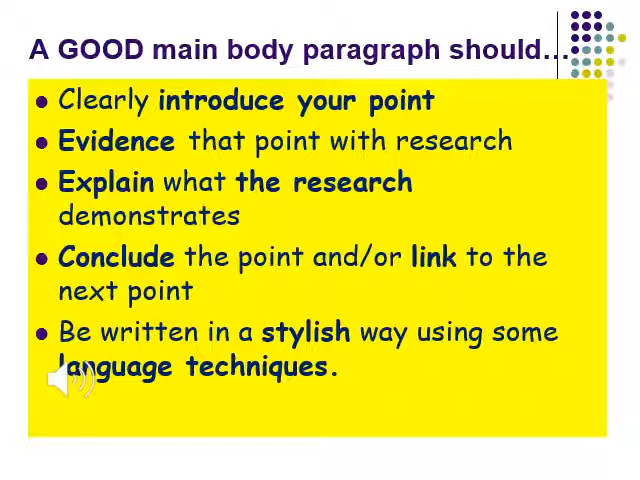 A GOOD main body paragraph should…
Clearly introduce your point
Evidence that point with research
Explain what the research
demonstrates
Conclude the point and/or link to the
next point
Be written in a stylish way using some
language techniques.